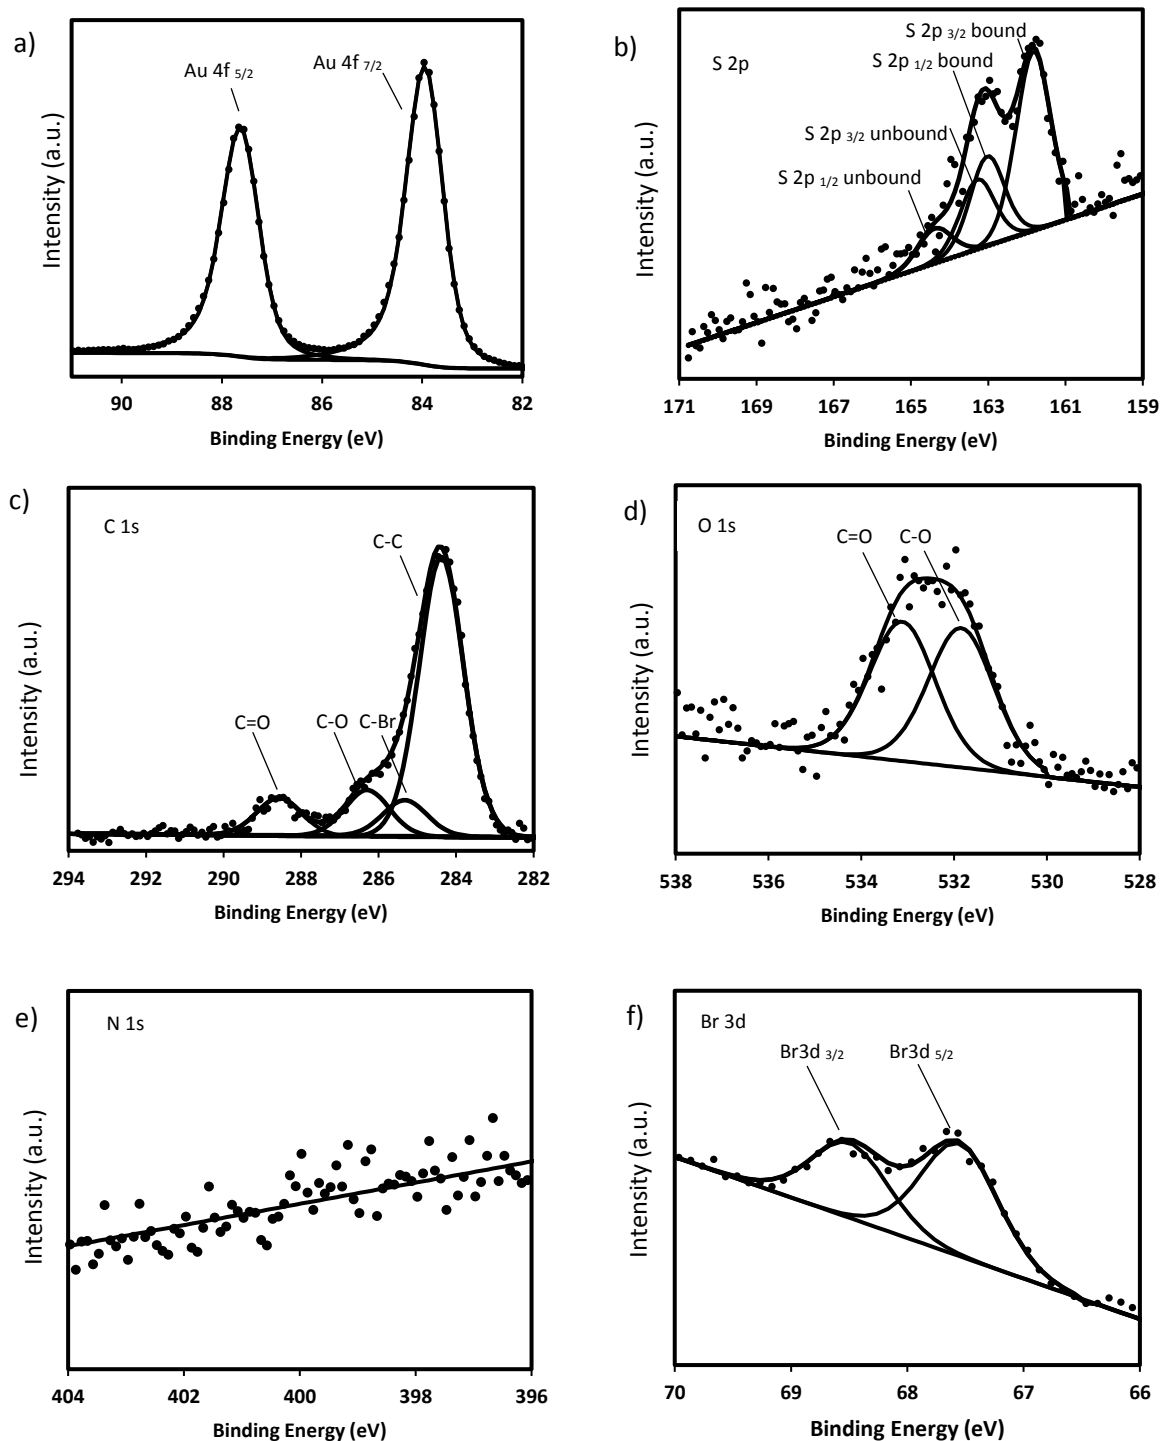 a)
Au 4f 5/2
Au 4f 7/2
Intensity (a.u.)
90 88 86 84 82
Binding Energy (eV)
b)
S 2p
S 2p 3/2 bound
S 2p 1/2 bound
S 2p 3/2 unbound
S 2p 1/2 unbound
Intensity (a.u.)
171 169 167 165 163 161 159
Binding Energy (eV)
c)
C 1s
C-C
C=O
C-O
C-Br
Intensity (a.u.)
294 292 290 288 286 284 282
Binding Energy (eV)
d)
O 1s
C=O
C-O
Intensity (a.u.)
538 536 534 532 530 528
Binding Energy (eV)
e)
N 1s
Intensity (a.u.)
404 402 400 398 396
Binding Energy (eV)
f)
Br 3d
Br3d 3/2
Br3d 5/2
Intensity (a.u.)
70 69 68 67 66
Binding Energy (eV)